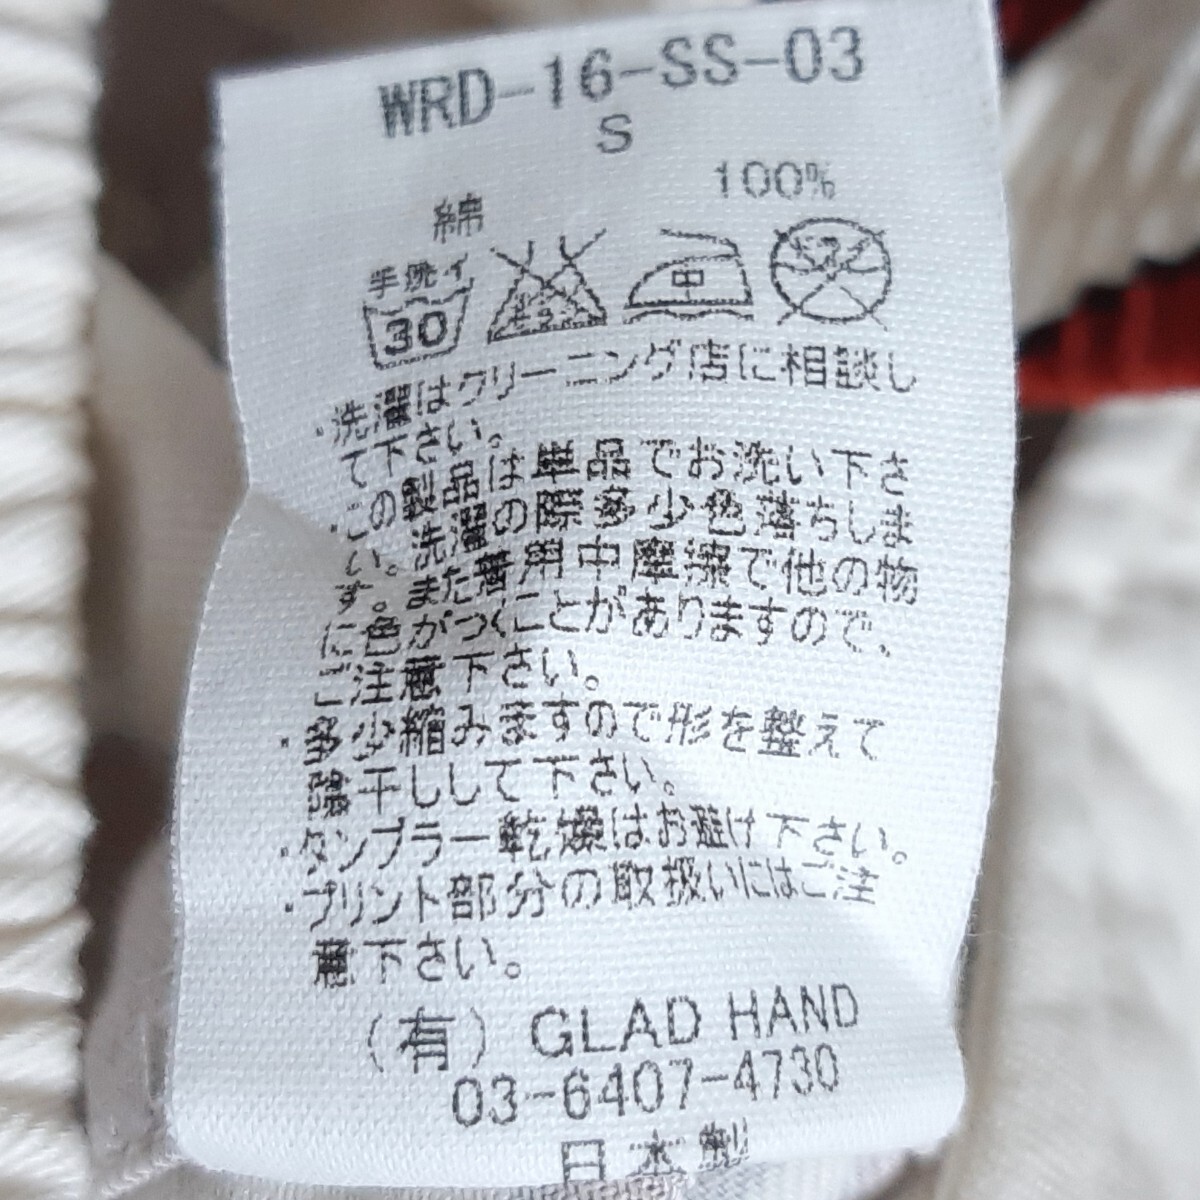 WRD-16-SS-03
S
綿 100%
手洗イ
30
中
・洗濯はクリーニング店に相談し
て下さい。
・この製品は単品でお洗い下さ
い。洗濯の際多少色落ちしま
す。また着用中摩擦で他の物
に色がつくことがありますので、
ご注意下さい。
・多少縮みますので形を整えて
陰干しして下さい。
・タンブラー乾燥はお避け下さい。
・プリント部分の取扱いにはご注
意下さい。
(有) GLAD HAND
03-6407-4730
日本製